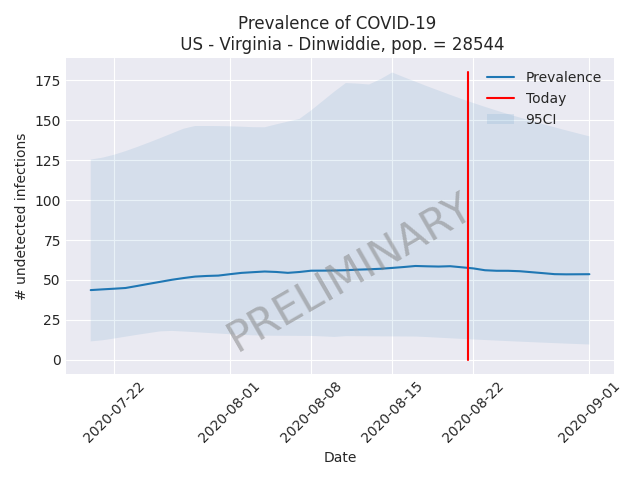 Prevalence of COVID-19
US - Virginia - Dinwiddie, pop. = 28544
# undetected infections
175
150
125
100
75
50
25
0
Prevalence
Today
95CI
PRELIMINARY
2020-07-22
2020-08-01
2020-08-08
2020-08-15
2020-08-22
2020-09-01
Date